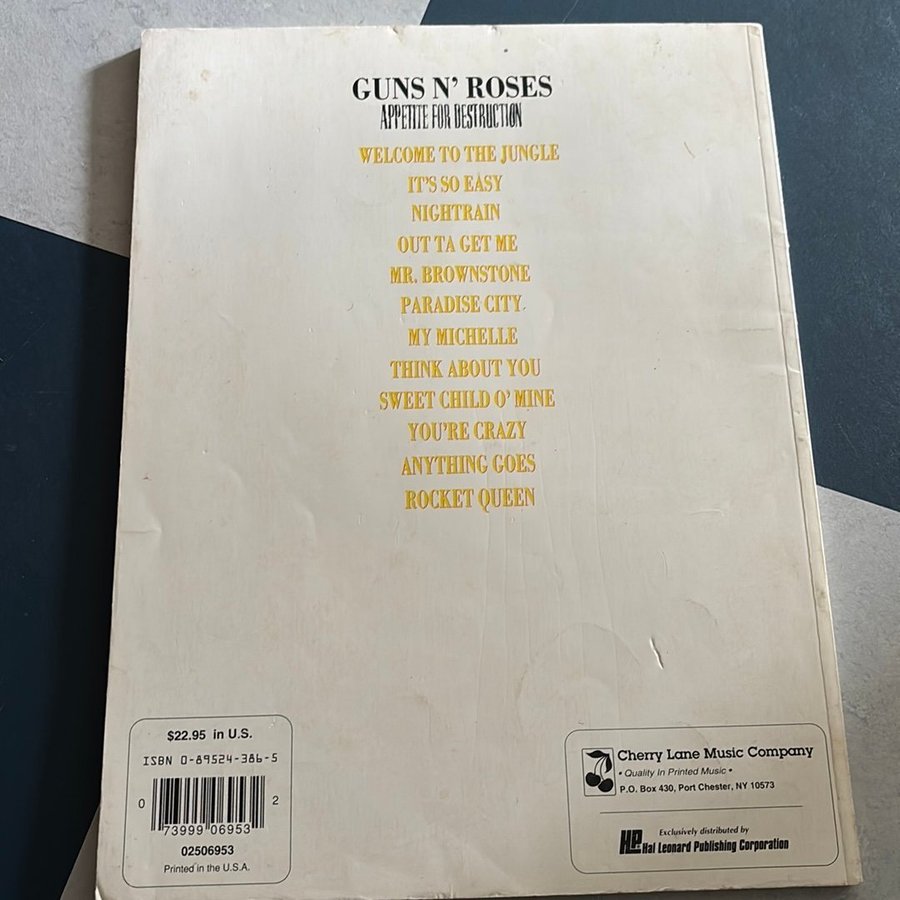 GUNS N' ROSES
APPETITE FOR DESTRUCTION
WELCOME TO THE JUNGLE
IT'S SO EASY
NIGHTRAIN
OUT TA GET ME
MR. BROWNSTONE
PARADISE CITY
MY MICHELLE
THINK ABOUT YOU
SWEET CHILD O' MINE
YOU'RE CRAZY
ANYTHING GOES
ROCKET QUEEN
$22.95 in U.S.
ISBN 0-89524-386-5
0 73999 06953 2
02506953
Printed in the U.S.A.
Cherry Lane Music Company
• Quality In Printed Music •
P.O. Box 430, Port Chester, NY 10573
Exclusively distributed by
HL Hal Leonard Publishing Corporation